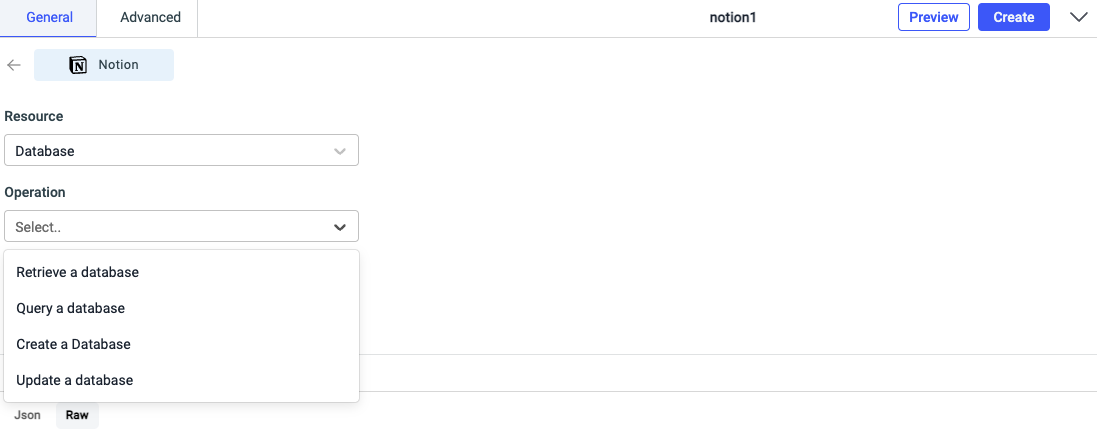 General Advanced notion1 Preview Create
Notion
Resource
Database
Operation
Select..
Retrieve a database
Query a database
Create a Database
Update a database
Json Raw